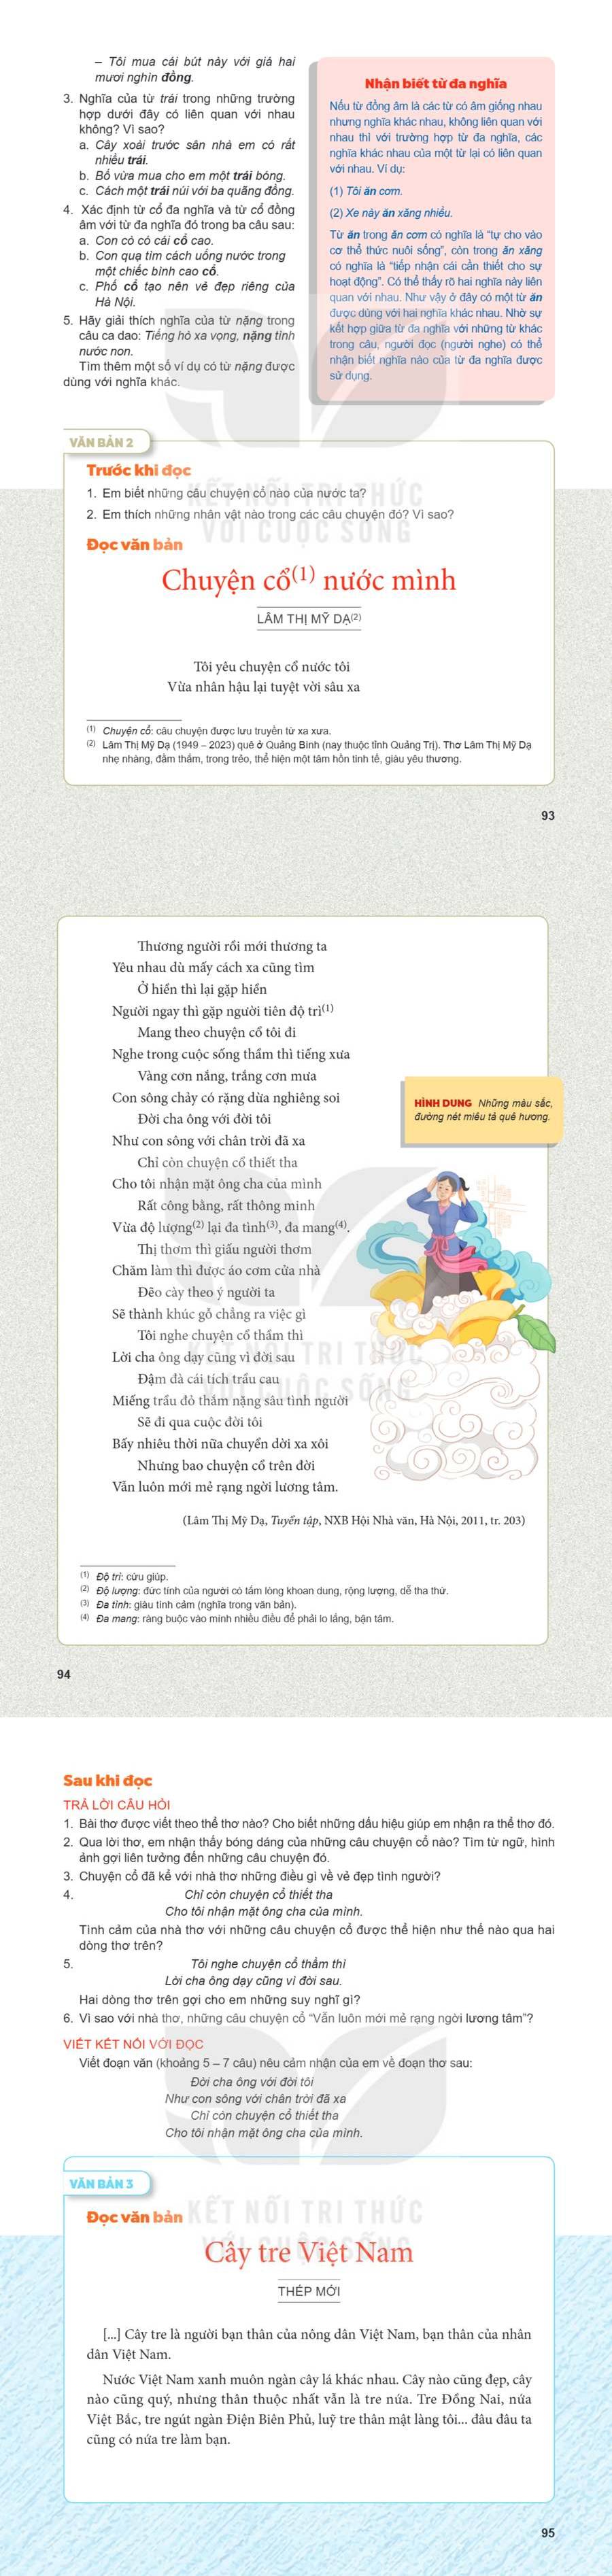 – Tôi mua cái bút này với giá hai
mươi nghìn đồng.
3. Nghĩa của từ trái trong những trường
hợp dưới đây có liên quan với nhau
không? Vì sao?
a. Cây xoài trước sân nhà em có rất
nhiều trái.
b. Bố vừa mua cho em một trái bóng.
c. Cách một trái núi với ba quãng đồng.
4. Xác định từ cổ đa nghĩa và từ cổ đồng
âm với từ đa nghĩa đó trong ba câu sau:
a. Con cò có cái cổ cao.
b. Con quạ tìm cách uống nước trong
một chiếc bình cao cổ.
c. Phố cổ tạo nên vẻ đẹp riêng của
Hà Nội.
5. Hãy giải thích nghĩa của từ nặng trong
câu ca dao: Tiếng hò xa vọng, nặng tình
nước non.
Tìm thêm một số ví dụ có từ nặng được
dùng với nghĩa khác.
Nhận biết từ đa nghĩa
Nếu từ đồng âm là các từ có âm giống nhau
nhưng nghĩa khác nhau, không liên quan với
nhau thì với trường hợp từ đa nghĩa, các
nghĩa khác nhau của một từ lại có liên quan
với nhau. Ví dụ:
(1) Tôi ăn cơm.
(2) Xe này ăn xăng nhiều.
Từ ăn trong ăn cơm có nghĩa là "tự cho vào
cơ thể thức nuôi sống", còn trong ăn xăng
có nghĩa là "tiếp nhận cái cần thiết cho sự
hoạt động". Có thể thấy rõ hai nghĩa này liên
quan với nhau. Như vậy ở đây có một từ ăn
được dùng với hai nghĩa khác nhau. Nhờ sự
kết hợp giữa từ đa nghĩa với những từ khác
trong câu, người đọc (người nghe) có thể
nhận biết nghĩa nào của từ đa nghĩa được
sử dụng.
VĂN BẢN 2
Trước khi đọc
1. Em biết những câu chuyện cổ nào của nước ta?
2. Em thích những nhân vật nào trong các câu chuyện đó? Vì sao?
Đọc văn bản
Chuyện cổ(1) nước mình
LÂM THỊ MỸ DẠ(2)
Tôi yêu chuyện cổ nước tôi
Vừa nhân hậu lại tuyệt vời sâu xa
(1) Chuyện cổ: câu chuyện được lưu truyền từ xa xưa.
(2) Lâm Thị Mỹ Dạ (1949 – 2023) quê ở Quảng Bình (nay thuộc tỉnh Quảng Trị). Thơ Lâm Thị Mỹ Dạ
nhẹ nhàng, đằm thắm, trong trẻo, thể hiện một tâm hồn tinh tế, giàu yêu thương.
KẾT NỐI TRI THỨC
VỚI CUỘC SỐNG
93
Thương người rồi mới thương ta
Yêu nhau dù mấy cách xa cũng tìm
Ở hiền thì lại gặp hiền
Người ngay thì gặp người tiên độ trì(1)
Mang theo chuyện cổ tôi đi
Nghe trong cuộc sống thầm thì tiếng xưa
Vàng cơn nắng, trắng cơn mưa
Con sông chảy có rặng dừa nghiêng soi
Đời cha ông với đời tôi
Như con sông với chân trời đã xa
Chỉ còn chuyện cổ thiết tha
Cho tôi nhận mặt ông cha của mình
Rất công bằng, rất thông minh
Vừa độ lượng(2) lại đa tình(3), đa mang(4).
Thị thơm thì giấu người thơm
Chăm làm thì được áo cơm cửa nhà
Đẽo cày theo ý người ta
Sẽ thành khúc gỗ chẳng ra việc gì
Tôi nghe chuyện cổ thầm thì
Lời cha ông dạy cũng vì đời sau
Đậm đà cái tích trầu cau
Miếng trầu đỏ thắm nặng sâu tình người
Sẽ đi qua cuộc đời tôi
Bấy nhiêu thời nữa chuyển dời xa xôi
Nhưng bao chuyện cổ trên đời
Vẫn luôn mới mẻ rạng ngời lương tâm.
(Lâm Thị Mỹ Dạ, Tuyển tập, NXB Hội Nhà văn, Hà Nội, 2011, tr. 203)
HÌNH DUNG Những màu sắc,
đường nét miêu tả quê hương.
(1) Độ trì: cứu giúp.
(2) Độ lượng: đức tính của người có tấm lòng khoan dung, rộng lượng, dễ tha thứ.
(3) Đa tình: giàu tình cảm (nghĩa trong văn bản).
(4) Đa mang: ràng buộc vào mình nhiều điều để phải lo lắng, bận tâm.
KẾT NỐI TRI THỨC
VỚI CUỘC SỐNG
94
Sau khi đọc
TRẢ LỜI CÂU HỎI
1. Bài thơ được viết theo thể thơ nào? Cho biết những dấu hiệu giúp em nhận ra thể thơ đó.
2. Qua lời thơ, em nhận thấy bóng dáng của những câu chuyện cổ nào? Tìm từ ngữ, hình
ảnh gợi liên tưởng đến những câu chuyện đó.
3. Chuyện cổ đã kể với nhà thơ những điều gì về vẻ đẹp tình người?
4. Chỉ còn chuyện cổ thiết tha
Cho tôi nhận mặt ông cha của mình.
Tình cảm của nhà thơ với những câu chuyện cổ được thể hiện như thế nào qua hai
dòng thơ trên?
5. Tôi nghe chuyện cổ thầm thì
Lời cha ông dạy cũng vì đời sau.
Hai dòng thơ trên gợi cho em những suy nghĩ gì?
6. Vì sao với nhà thơ, những câu chuyện cổ "Vẫn luôn mới mẻ rạng ngời lương tâm"?
VIẾT KẾT NỐI VỚI ĐỌC
Viết đoạn văn (khoảng 5 – 7 câu) nêu cảm nhận của em về đoạn thơ sau:
Đời cha ông với đời tôi
Như con sông với chân trời đã xa
Chỉ còn chuyện cổ thiết tha
Cho tôi nhận mặt ông cha của mình.
VĂN BẢN 3
Đọc văn bản
KẾT NỐI TRI THỨC
VỚI CUỘC SỐNG
Cây tre Việt Nam
THÉP MỚI
[...] Cây tre là người bạn thân của nông dân Việt Nam, bạn thân của nhân
dân Việt Nam.
Nước Việt Nam xanh muôn ngàn cây lá khác nhau. Cây nào cũng đẹp, cây
nào cũng quý, nhưng thân thuộc nhất vẫn là tre nứa. Tre Đồng Nai, nứa
Việt Bắc, tre ngút ngàn Điện Biên Phủ, luỹ tre thân mật làng tôi... đâu đâu ta
cũng có nứa tre làm bạn.
95